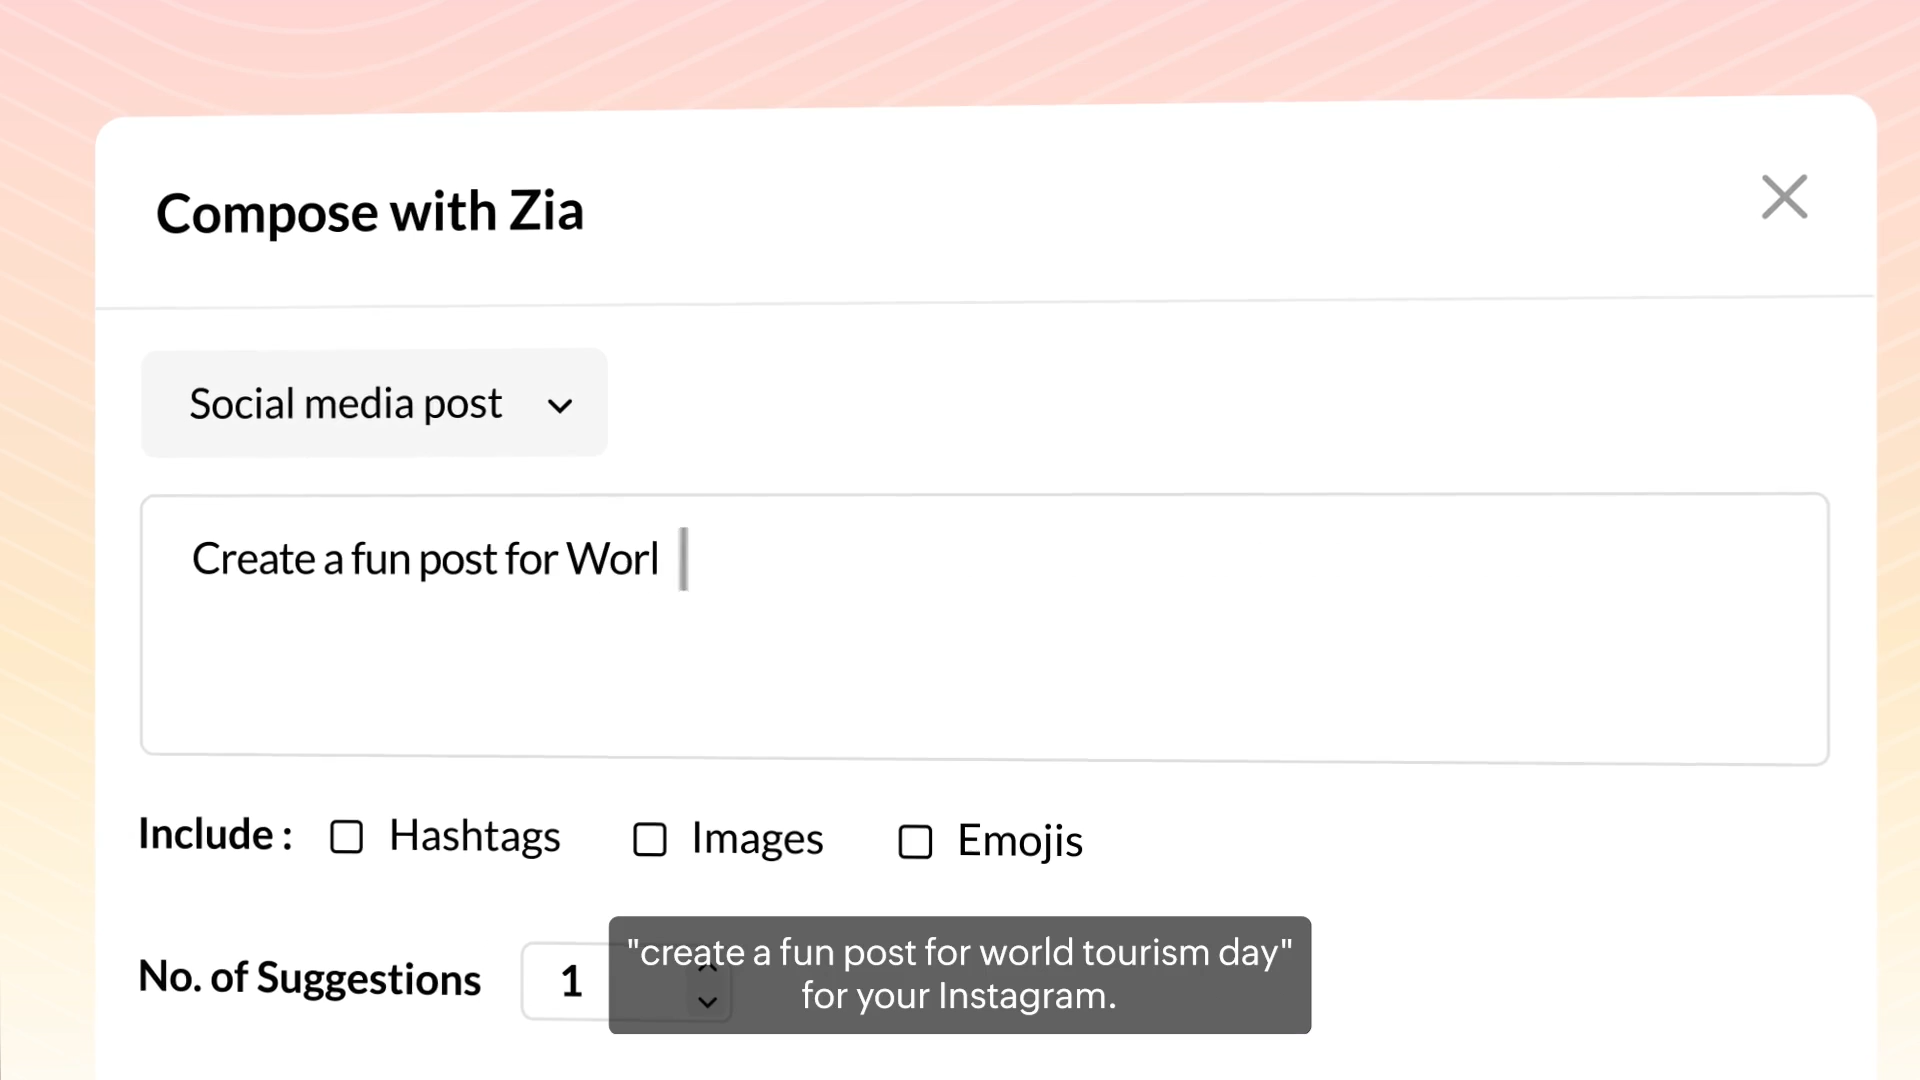 Compose with Zia
Social media post
Create a fun post for Worl
Include : Hashtags Images Emojis
No. of Suggestions 1
"create a fun post for world tourism day"
for your Instagram.